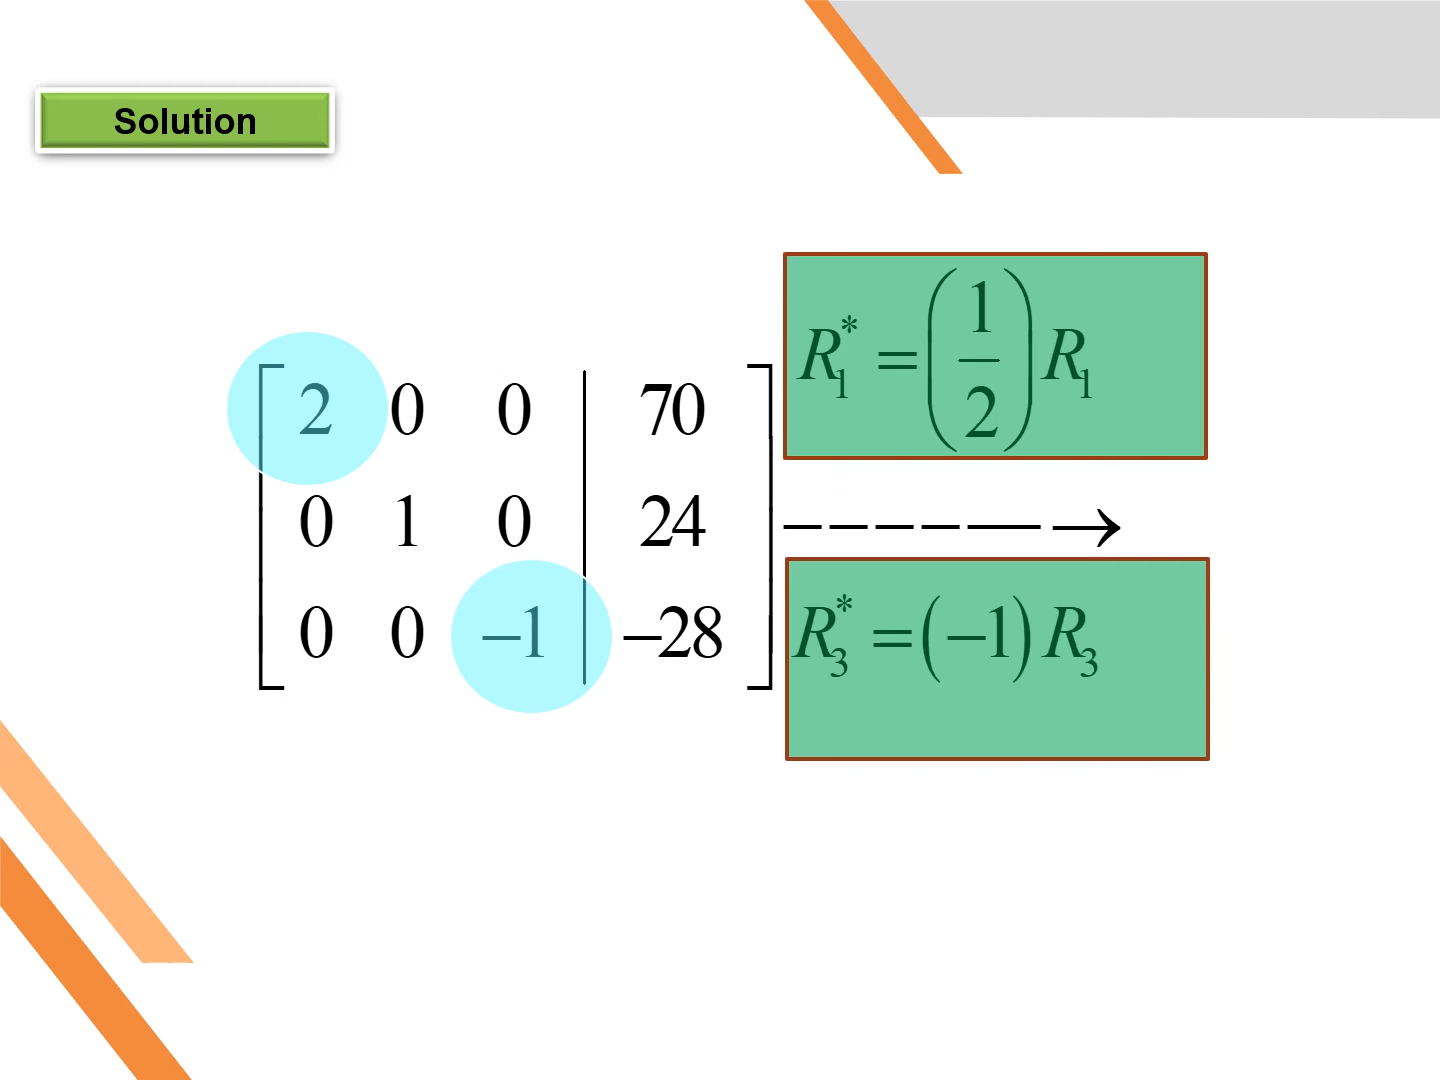 Solution
R₁* = (1/2) R₁
2 0 0 | 70
0 1 0 | 24
– – – – — →
0 0 –1 | –28
R₃* = (–1) R₃